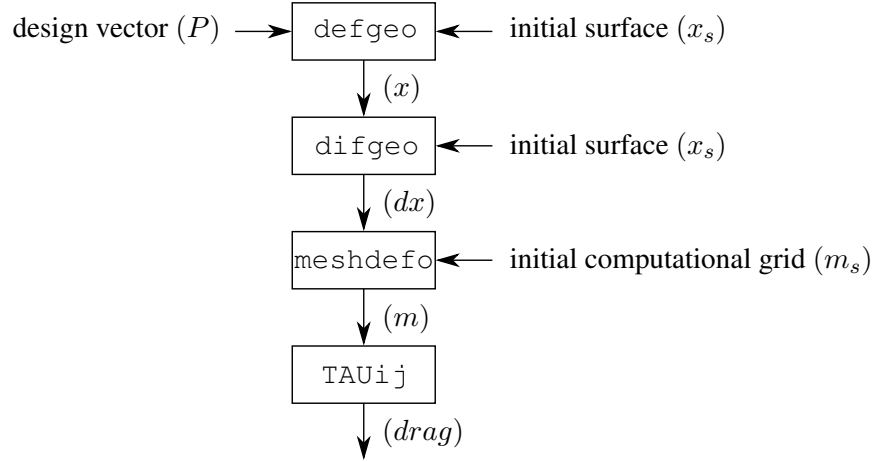 design vector (P) defgeo initial surface (x_s)
(x)
difgeo initial surface (x_s)
(dx)
meshdefo initial computational grid (m_s)
(m)
TAUij
(drag)